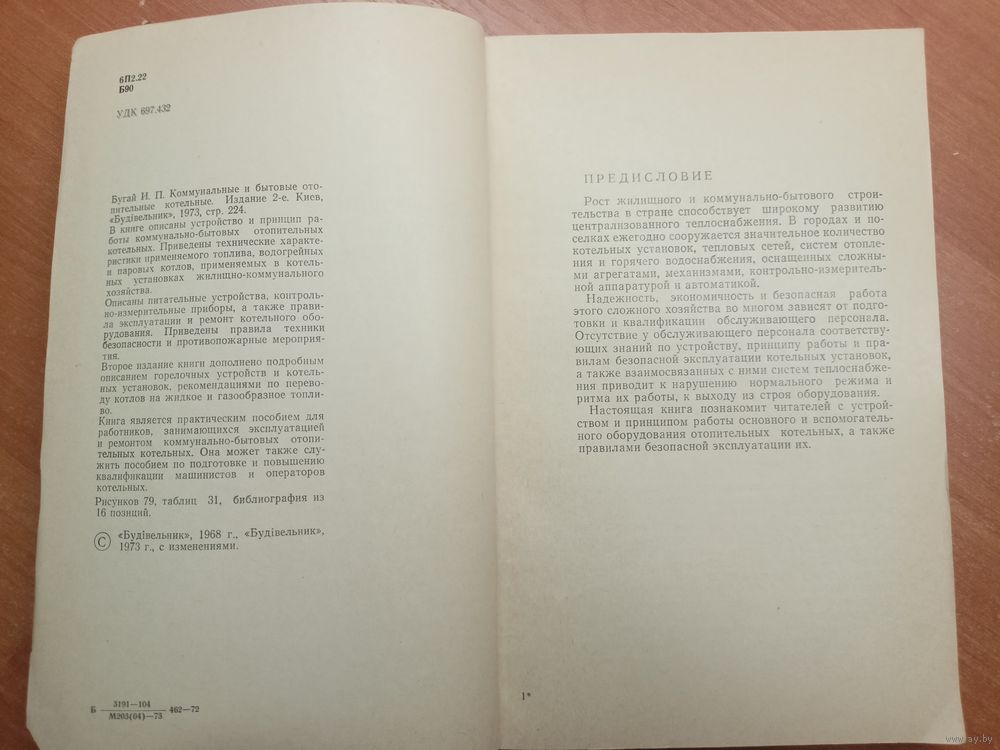 6П2.22
Б90
УДК 697.432
Бугай И. П. Коммунальные и бытовые ото-
пительные котельные. Издание 2-е. Киев,
«Будівельник», 1973, стр. 224.
В книге описаны устройство и принцип ра-
боты коммунально-бытовых отопительных
котельных. Приведены технические характе-
ристики применяемого топлива, водогрейных
и паровых котлов, применяемых в котель-
ных установках жилищно-коммунального
хозяйства.
Описаны питательные устройства, контроль-
но-измерительные приборы, а также прави-
ла эксплуатации и ремонт котельного обо-
рудования. Приведены правила техники
безопасности и противопожарные мероприя-
тия.
Второе издание книги дополнено подробным
описанием горелочных устройств и котель-
ных установок, рекомендациями по перево-
ду котлов на жидкое и газообразное топли-
во.
Книга является практическим пособием для
работников, занимающихся эксплуатацией
и ремонтом коммунально-бытовых отопи-
тельных котельных. Она может также слу-
жить пособием по подготовке и повышению
квалификации машинистов и операторов
котельных.
Рисунков 79, таблиц 31, библиография из
16 позиций.
© «Будівельник», 1968 г., «Будівельник»,
1973 г., с изменениями.
Б 3191—104
М203(04)—73 462—72
ПРЕДИСЛОВИЕ
Рост жилищного и коммунально-бытового строи-
тельства в стране способствует широкому развитию
централизованного теплоснабжения. В городах и по-
селках ежегодно сооружается значительное количество
котельных установок, тепловых сетей, систем отопле-
ния и горячего водоснабжения, оснащенных сложны-
ми агрегатами, механизмами, контрольно-измеритель-
ной аппаратурой и автоматикой.
Надежность, экономичность и безопасная работа
этого сложного хозяйства во многом зависят от подго-
товки и квалификации обслуживающего персонала.
Отсутствие у обслуживающего персонала соответству-
ющих знаний по устройству, принципу работы и пра-
вилам безопасной эксплуатации котельных установок,
а также взаимосвязанных с ними систем теплоснабже-
ния приводит к нарушению нормального режима и
ритма их работы, к выходу из строя оборудования.
Настоящая книга познакомит читателей с устрой-
ством и принципом работы основного и вспомогатель-
ного оборудования отопительных котельных, а также
правилами безопасной эксплуатации их.
1*
www.ay.by